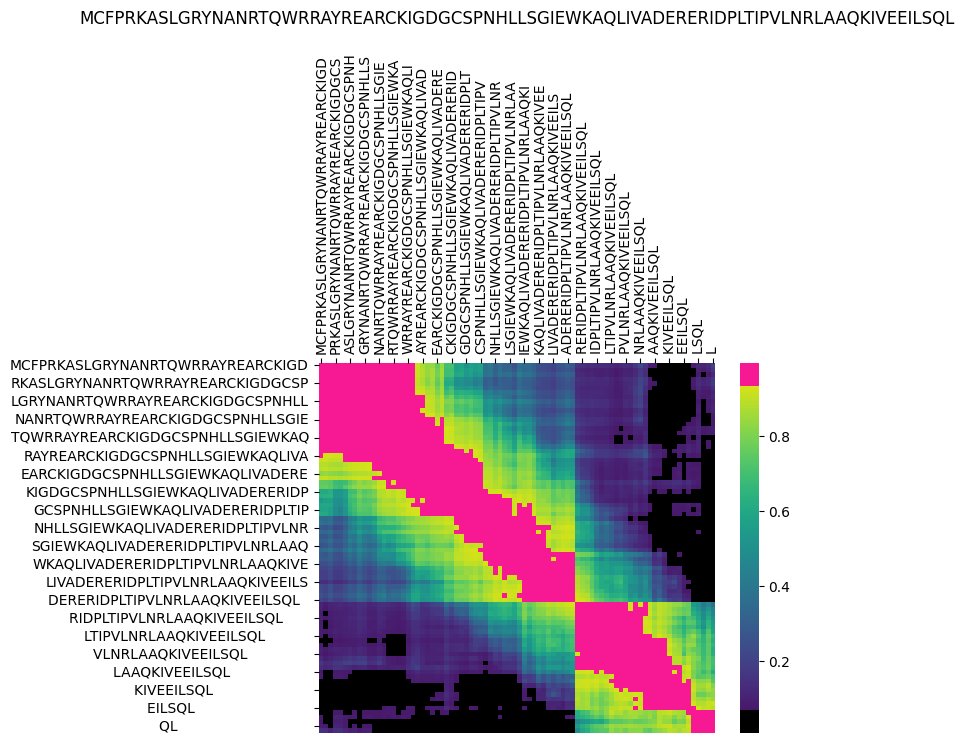 MCFPRKASLGRYNANRTQWRRAYREARCKIGDGCSPNHLLSGIEWKAQLIVADERERIDPLTIPVLNRLAAQKIVEEILSQL
MCFPRKASLGRYNANRTQWRRAYREARCKIGD
PRKASLGRYNANRTQWRRAYREARCKIGDGCS
ASLGRYNANRTQWRRAYREARCKIGDGCSPNH
GRYNANRTQWRRAYREARCKIGDGCSPNHLLS
NANRTQWRRAYREARCKIGDGCSPNHLLSGIE
RTQWRRAYREARCKIGDGCSPNHLLSGIEWKA
WRRAYREARCKIGDGCSPNHLLSGIEWKAQLI
AYREARCKIGDGCSPNHLLSGIEWKAQLIVAD
EARCKIGDGCSPNHLLSGIEWKAQLIVADERE
CKIGDGCSPNHLLSGIEWKAQLIVADERERID
GDGCSPNHLLSGIEWKAQLIVADERERIDPLT
CSPNHLLSGIEWKAQLIVADERERIDPLTIPV
NHLLSGIEWKAQLIVADERERIDPLTIPVLNR
LSGIEWKAQLIVADERERIDPLTIPVLNRLAA
IEWKAQLIVADERERIDPLTIPVLNRLAAQKI
KAQLIVADERERIDPLTIPVLNRLAAQKIVEE
LIVADERERIDPLTIPVLNRLAAQKIVEEILS
ADERERIDPLTIPVLNRLAAQKIVEEILSQL
RERIDPLTIPVLNRLAAQKIVEEILSQL
IDPLTIPVLNRLAAQKIVEEILSQL
LTIPVLNRLAAQKIVEEILSQL
PVLNRLAAQKIVEEILSQL
NRLAAQKIVEEILSQL
AAQKIVEEILSQL
KIVEEILSQL
EEILSQL
LSQL
L
MCFPRKASLGRYNANRTQWRRAYREARCKIGD
RKASLGRYNANRTQWRRAYREARCKIGDGCSP
LGRYNANRTQWRRAYREARCKIGDGCSPNHLL
NANRTQWRRAYREARCKIGDGCSPNHLLSGIE
TQWRRAYREARCKIGDGCSPNHLLSGIEWKAQ
RAYREARCKIGDGCSPNHLLSGIEWKAQLIVA
EARCKIGDGCSPNHLLSGIEWKAQLIVADERE
KIGDGCSPNHLLSGIEWKAQLIVADERERIDP
GCSPNHLLSGIEWKAQLIVADERERIDPLTIP
NHLLSGIEWKAQLIVADERERIDPLTIPVLNR
SGIEWKAQLIVADERERIDPLTIPVLNRLAAQ
WKAQLIVADERERIDPLTIPVLNRLAAQKIVE
LIVADERERIDPLTIPVLNRLAAQKIVEEILS
DERERIDPLTIPVLNRLAAQKIVEEILSQL
RIDPLTIPVLNRLAAQKIVEEILSQL
LTIPVLNRLAAQKIVEEILSQL
VLNRLAAQKIVEEILSQL
LAAQKIVEEILSQL
KIVEEILSQL
EILSQL
QL
0.8
0.6
0.4
0.2